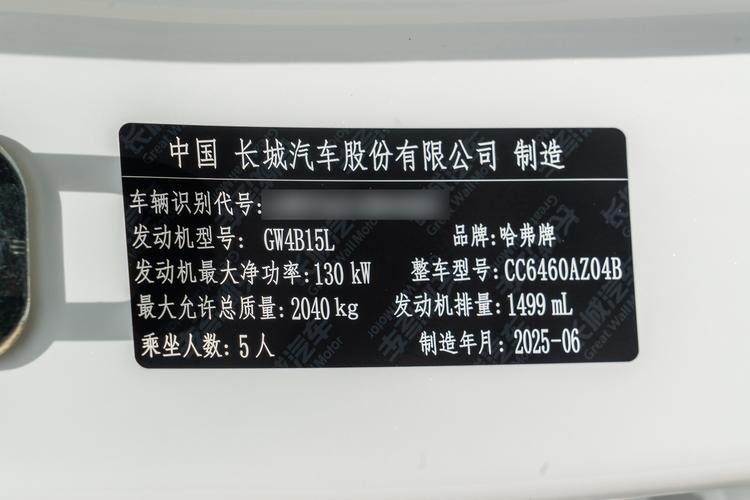 中国 长城汽车股份有限公司 制造
车辆识别代号:
发动机型号: GW4B15L 品牌:哈弗牌
发动机最大净功率:130 kW 整车型号:CC6460AZ04B
最大允许总质量:2040 kg 发动机排量:1499 mL
乘坐人数:5人 制造年月:2025-06